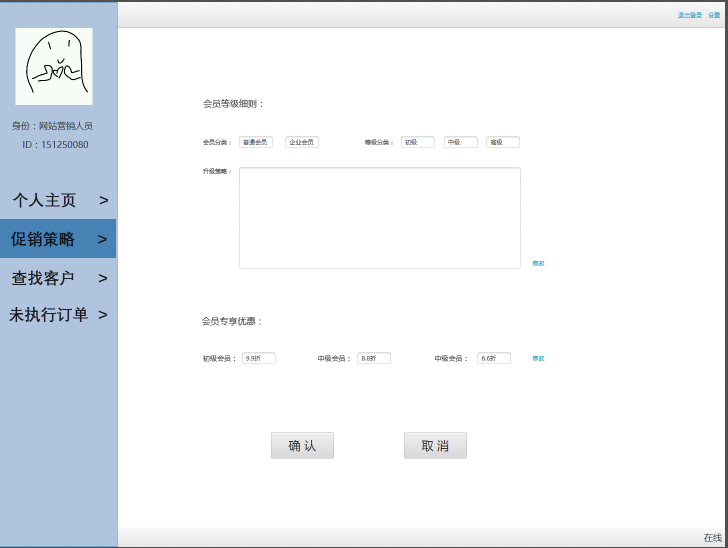 退出登录 设置
身份：网站营销人员
ID：151250080
个人主页 >
促销策略 >
查找客户 >
未执行订单 >
会员等级细则：
会员分类： 普通会员 企业会员 等级分类： 初级 中级 高级
升级策略：
修改
会员专享优惠：
初级会员： 9.9折 中级会员： 8.8折 中级会员： 6.6折 修改
确 认 取 消
在线